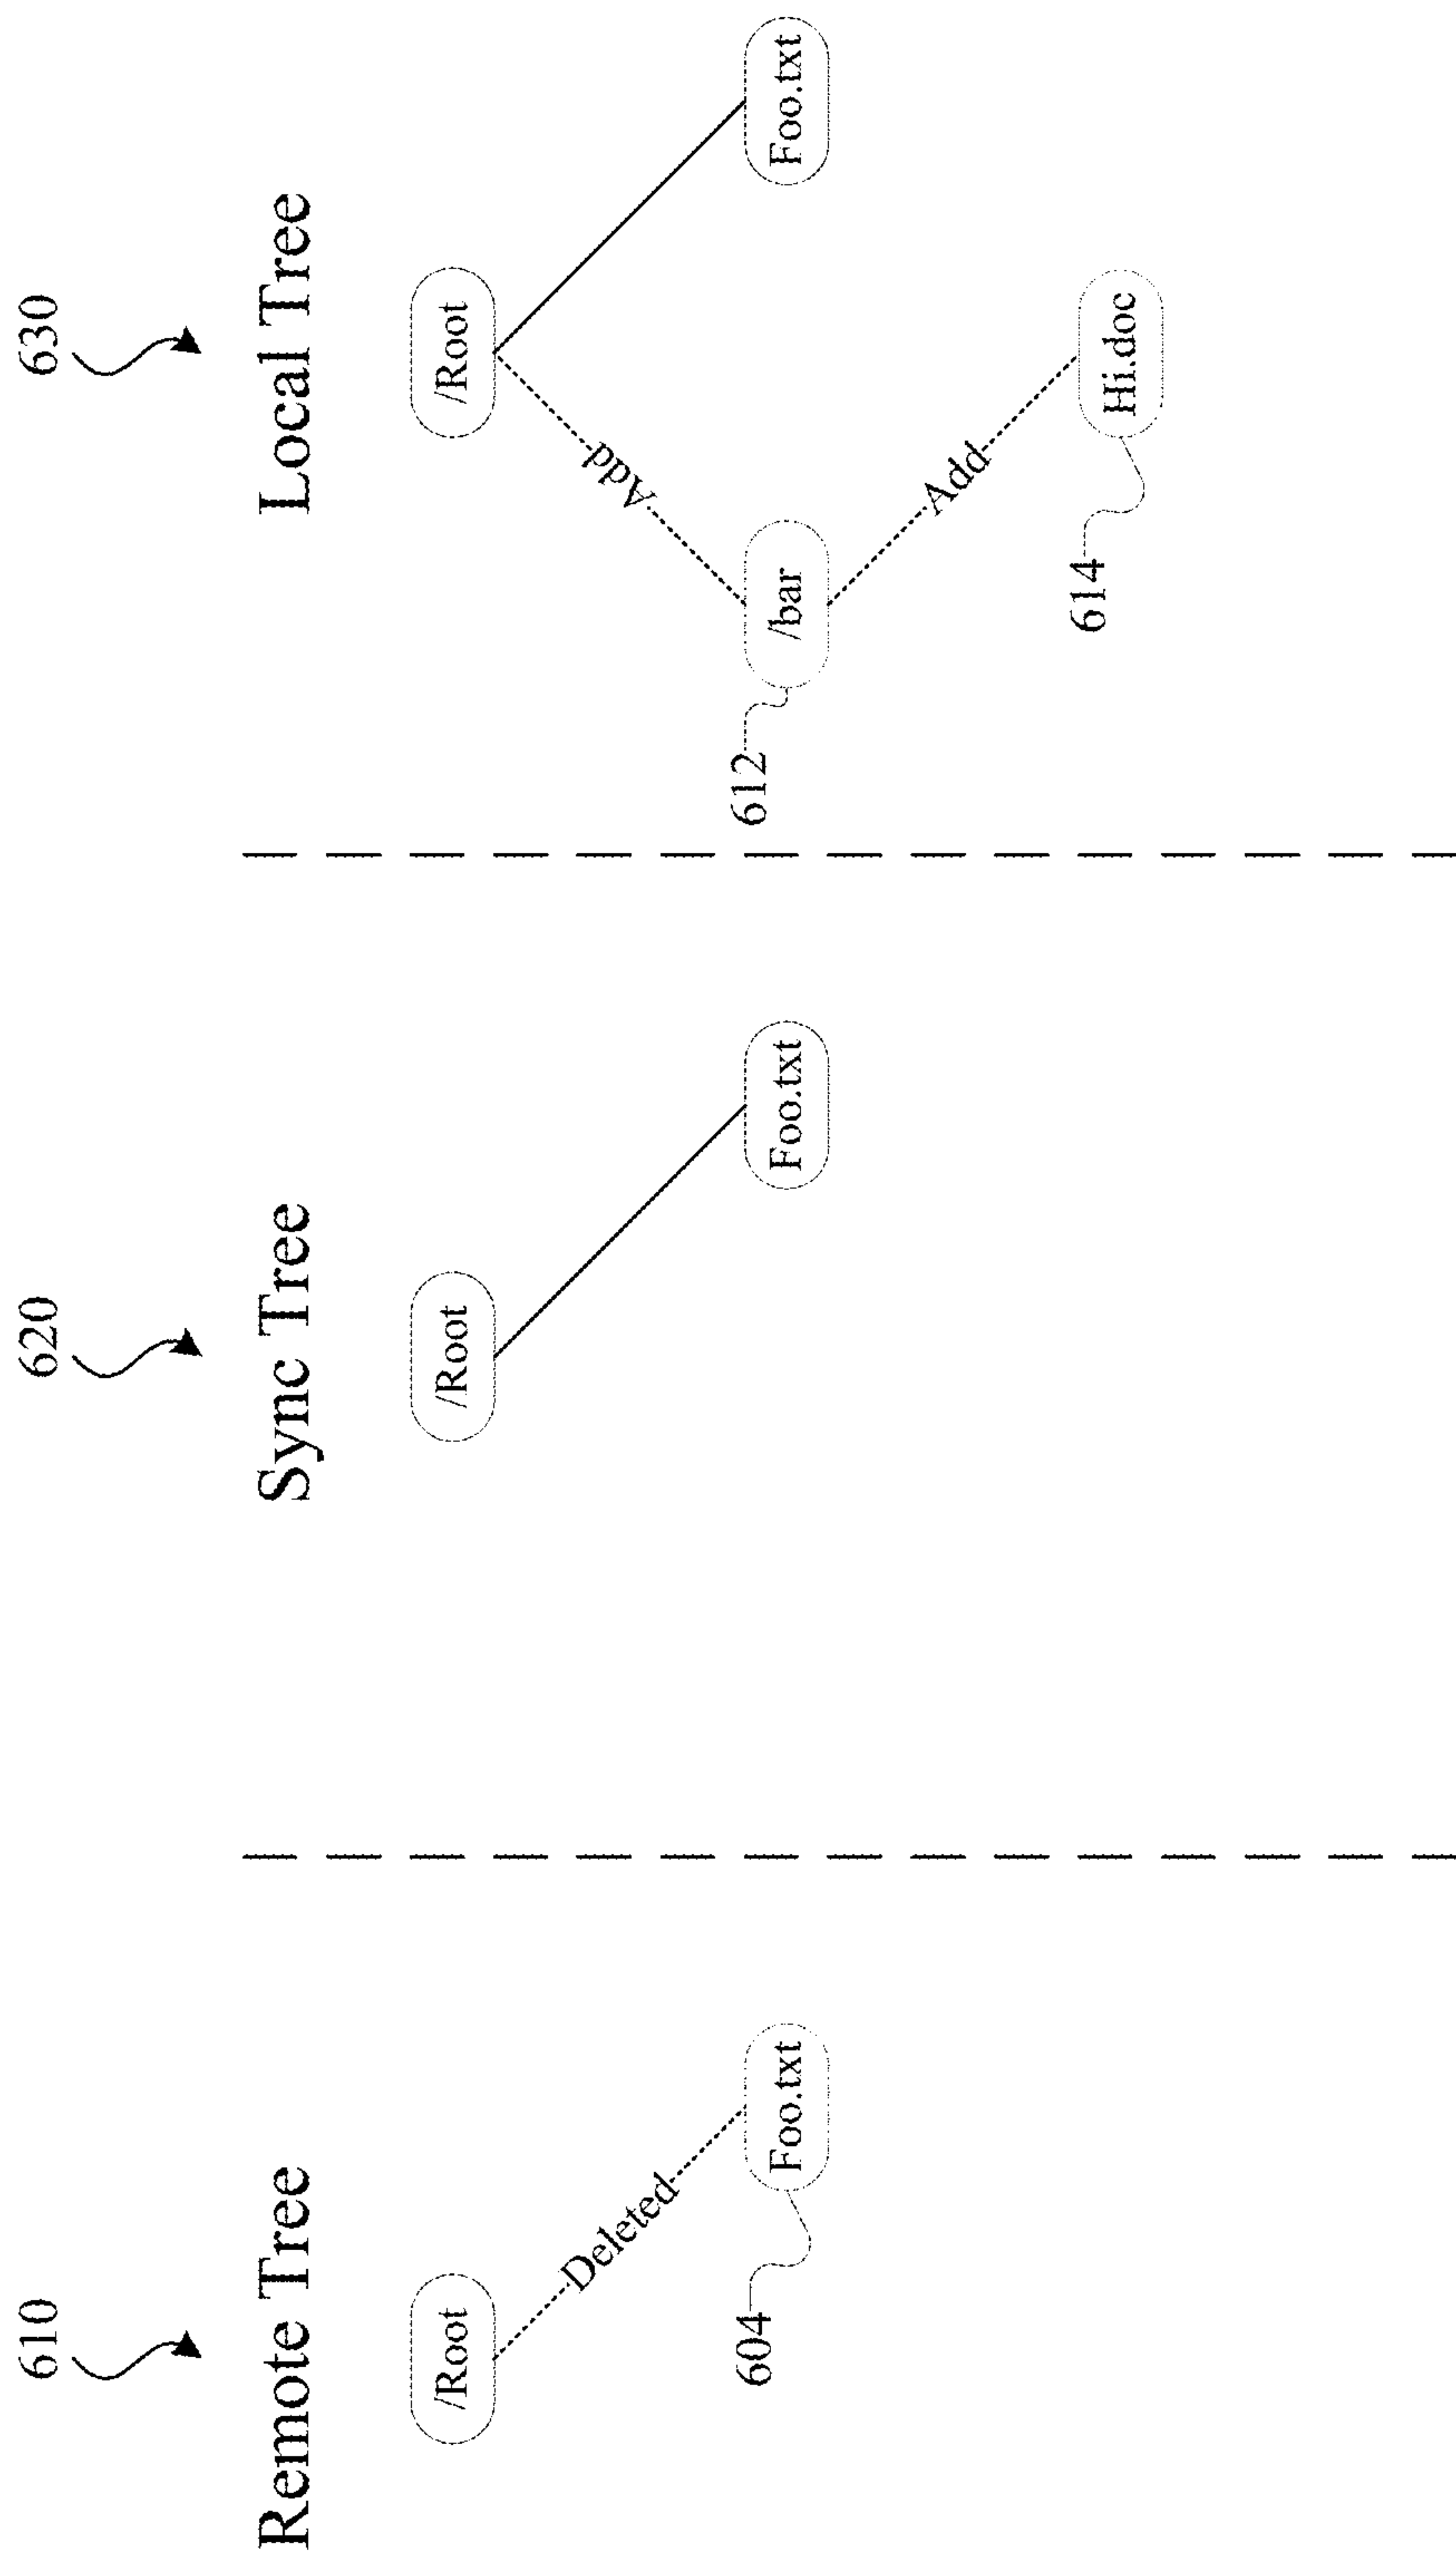 610
620
630
Remote Tree
Sync Tree
Local Tree
/Root
/Root
/Root
Deleted
Add
604
Foo.txt
Foo.txt
612
/bar
Foo.txt
Add
614
Hi.doc